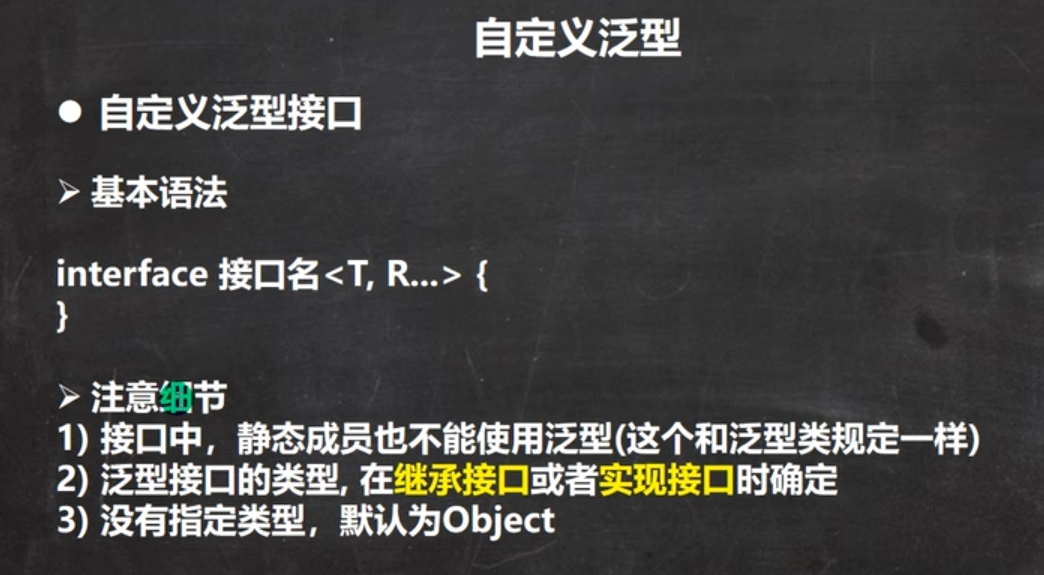 自定义泛型
● 自定义泛型接口
➢ 基本语法
interface 接口名<T, R...> {
}
➢ 注意细节
1) 接口中，静态成员也不能使用泛型(这个和泛型类规定一样)
2) 泛型接口的类型, 在继承接口或者实现接口时确定
3) 没有指定类型，默认为Object